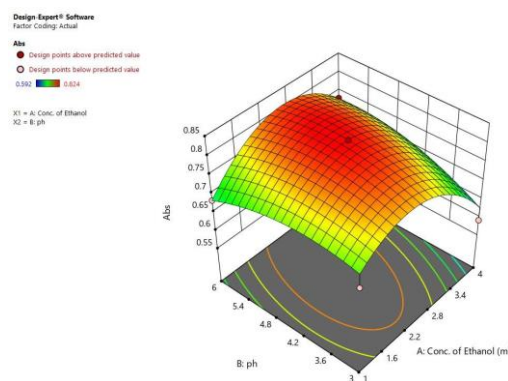 Design-Expert® Software
Factor Coding: Actual
Abs
Design points above predicted value
Design points below predicted value
0.592 0.824
X1 = A: Conc. of Ethanol
X2 = B: ph
0.85
0.8
0.75
0.7
0.65
0.6
0.55
Abs
6
5.4
4.8
4.2
3.6
3
B: ph
1
1.6
2.2
2.8
3.4
4
A: Conc. of Ethanol (m